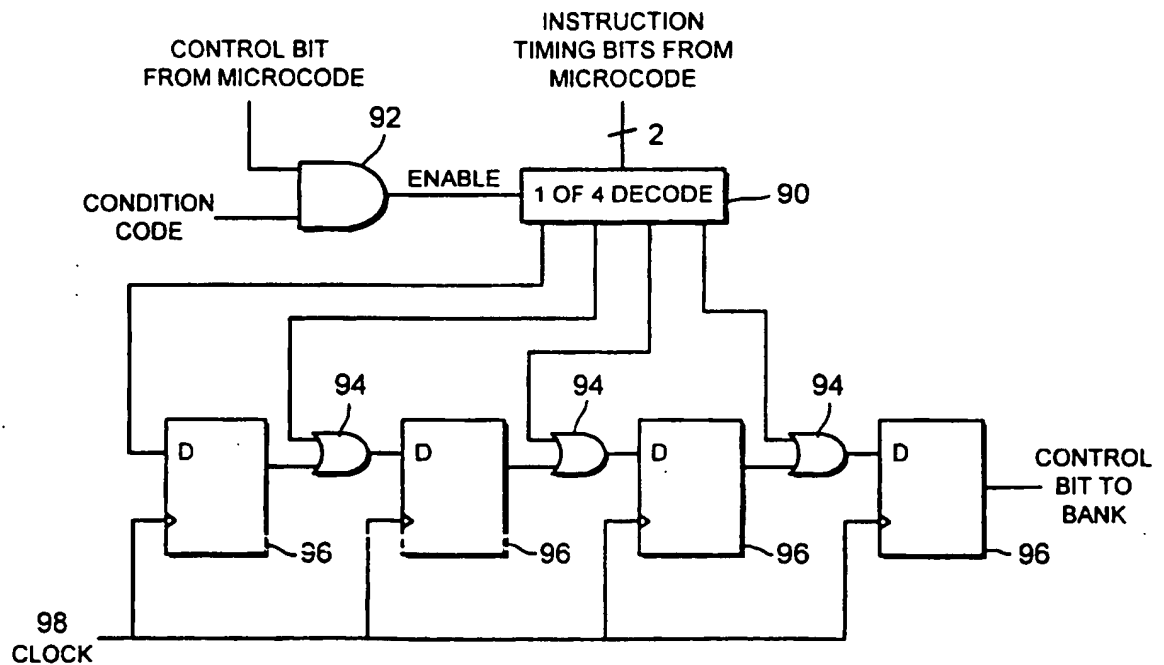 CONTROL BIT
FROM MICROCODE
INSTRUCTION
TIMING BITS FROM
MICROCODE
92
2
ENABLE
1 OF 4 DECODE
90
CONDITION
CODE
94
94
94
D
D
D
D
CONTROL
BIT TO
BANK
96
96
96
96
98
CLOCK